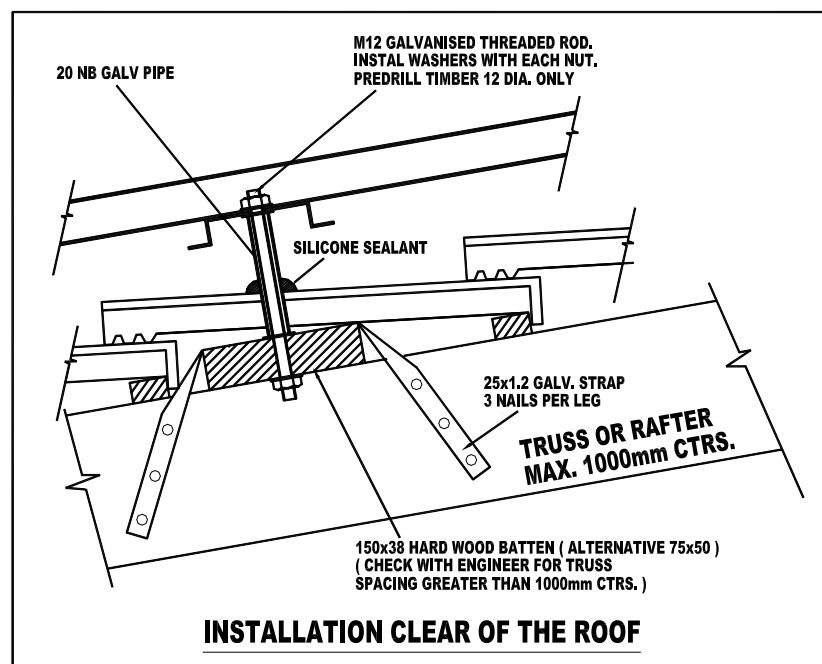 M12 GALVANISED THREADED ROD.
INSTAL WASHERS WITH EACH NUT.
PREDRILL TIMBER 12 DIA. ONLY
20 NB GALV PIPE
SILICONE SEALANT
25x1.2 GALV. STRAP
3 NAILS PER LEG
TRUSS OR RAFTER
MAX. 1000mm CTRS.
150x38 HARD WOOD BATTEN ( ALTERNATIVE 75x50 )
( CHECK WITH ENGINEER FOR TRUSS
SPACING GREATER THAN 1000mm CTRS. )
INSTALLATION CLEAR OF THE ROOF